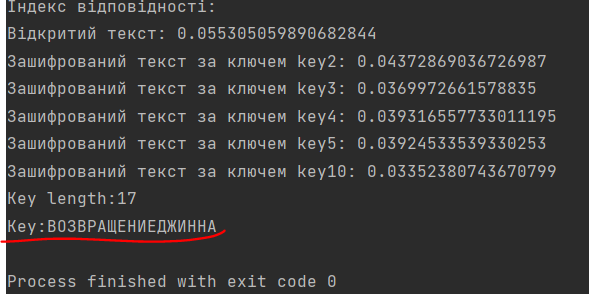 Індекс відповідності:
Відкритий текст: 0.055305059890682844
Зашифрований текст за ключем key2: 0.04372869036726987
Зашифрований текст за ключем key3: 0.0369972661578835
Зашифрований текст за ключем key4: 0.039316557733011195
Зашифрований текст за ключем key5: 0.03924533539330253
Зашифрований текст за ключем key10: 0.03352380743670799
Key length:17
Key:ВОЗВРАЩЕНИЕДЖИННА
Process finished with exit code 0